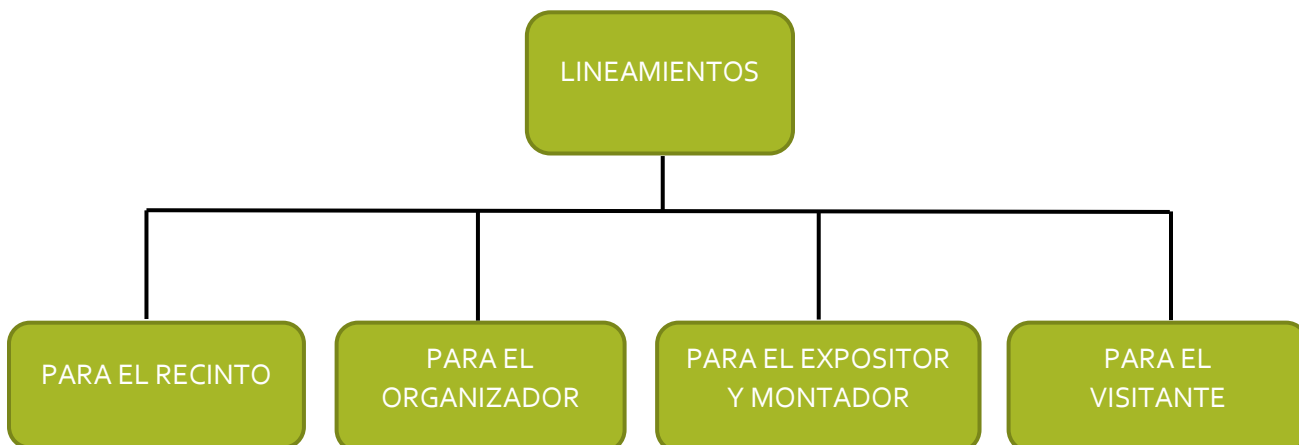 LINEAMIENTOS
PARA EL RECINTO
PARA EL
ORGANIZADOR
PARA EL EXPOSITOR
Y MONTADOR
PARA EL
VISITANTE